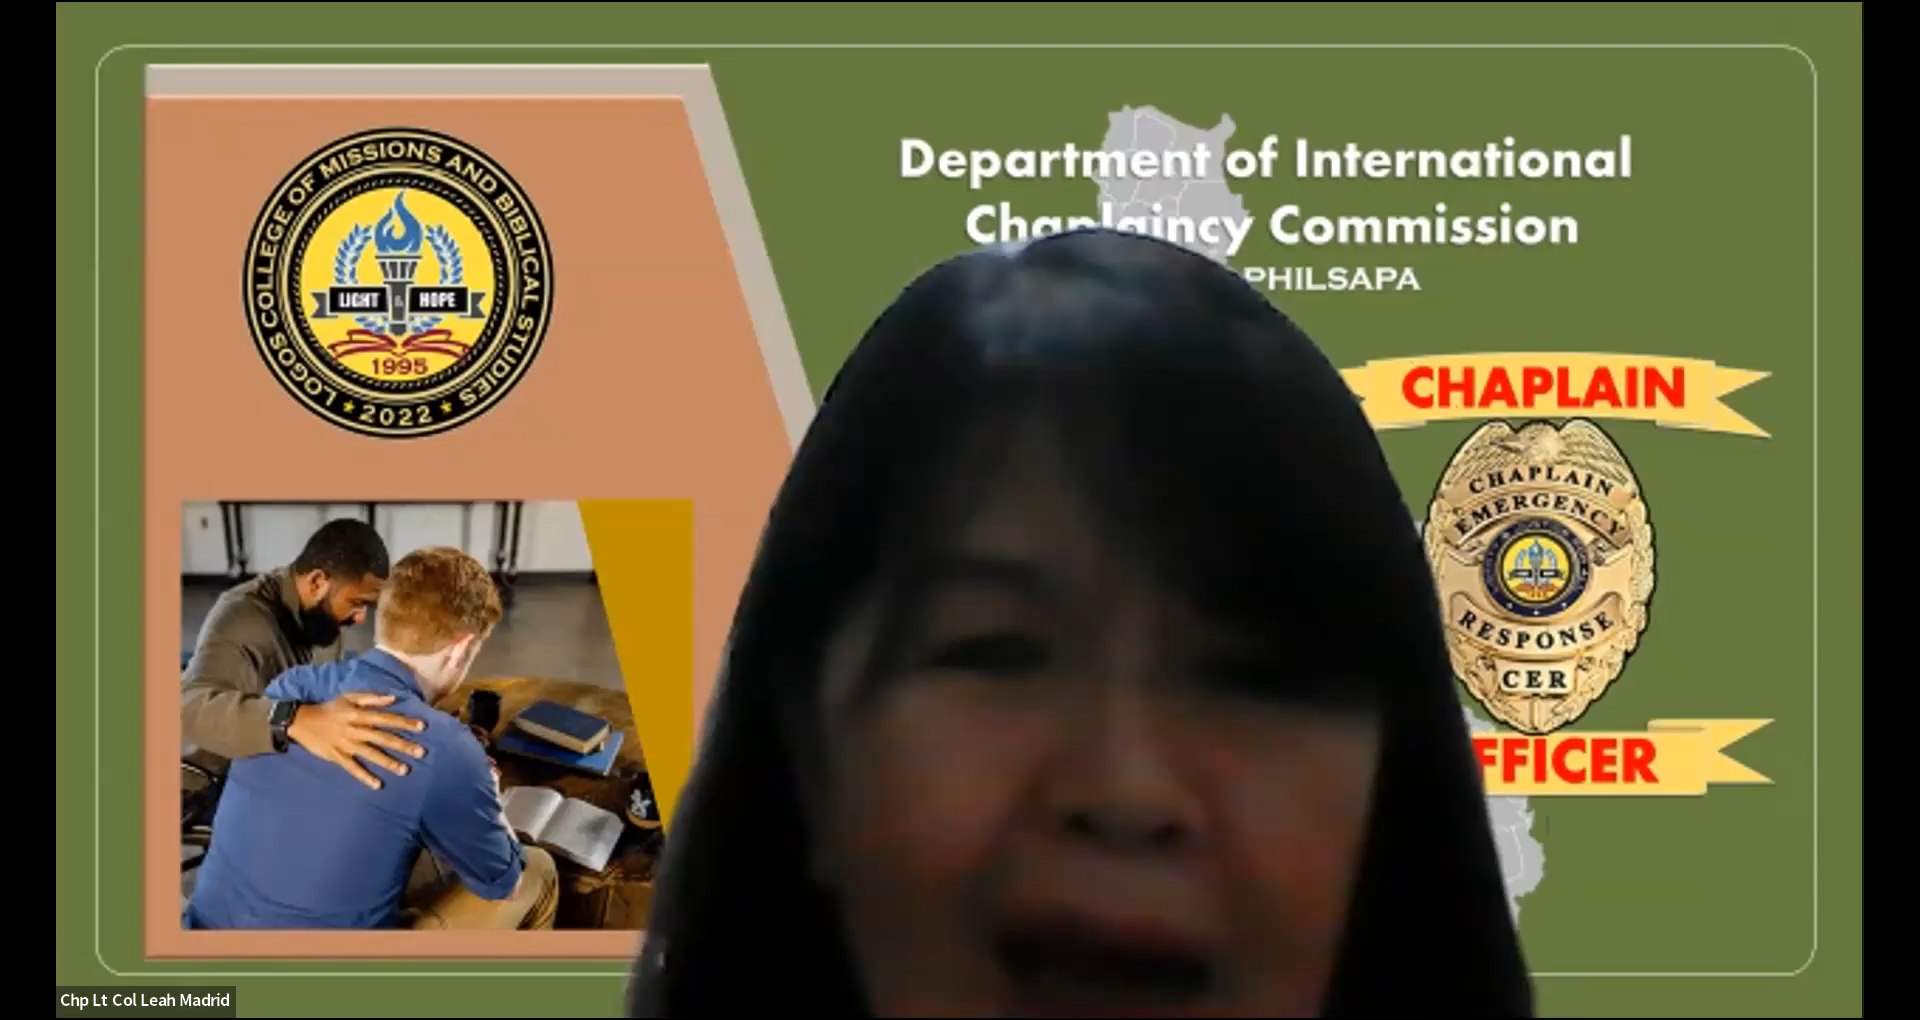 LOGOS COLLEGE OF MISSIONS AND BIBLICAL STUDIES
LIGHT & HOPE
1995
2022
Department of International
Chaplaincy Commission
PHILSAPA
CHAPLAIN
CHAPLAIN
EMERGENCY
RESPONSE
CER
FFICER
Chp Lt Col Leah Madrid